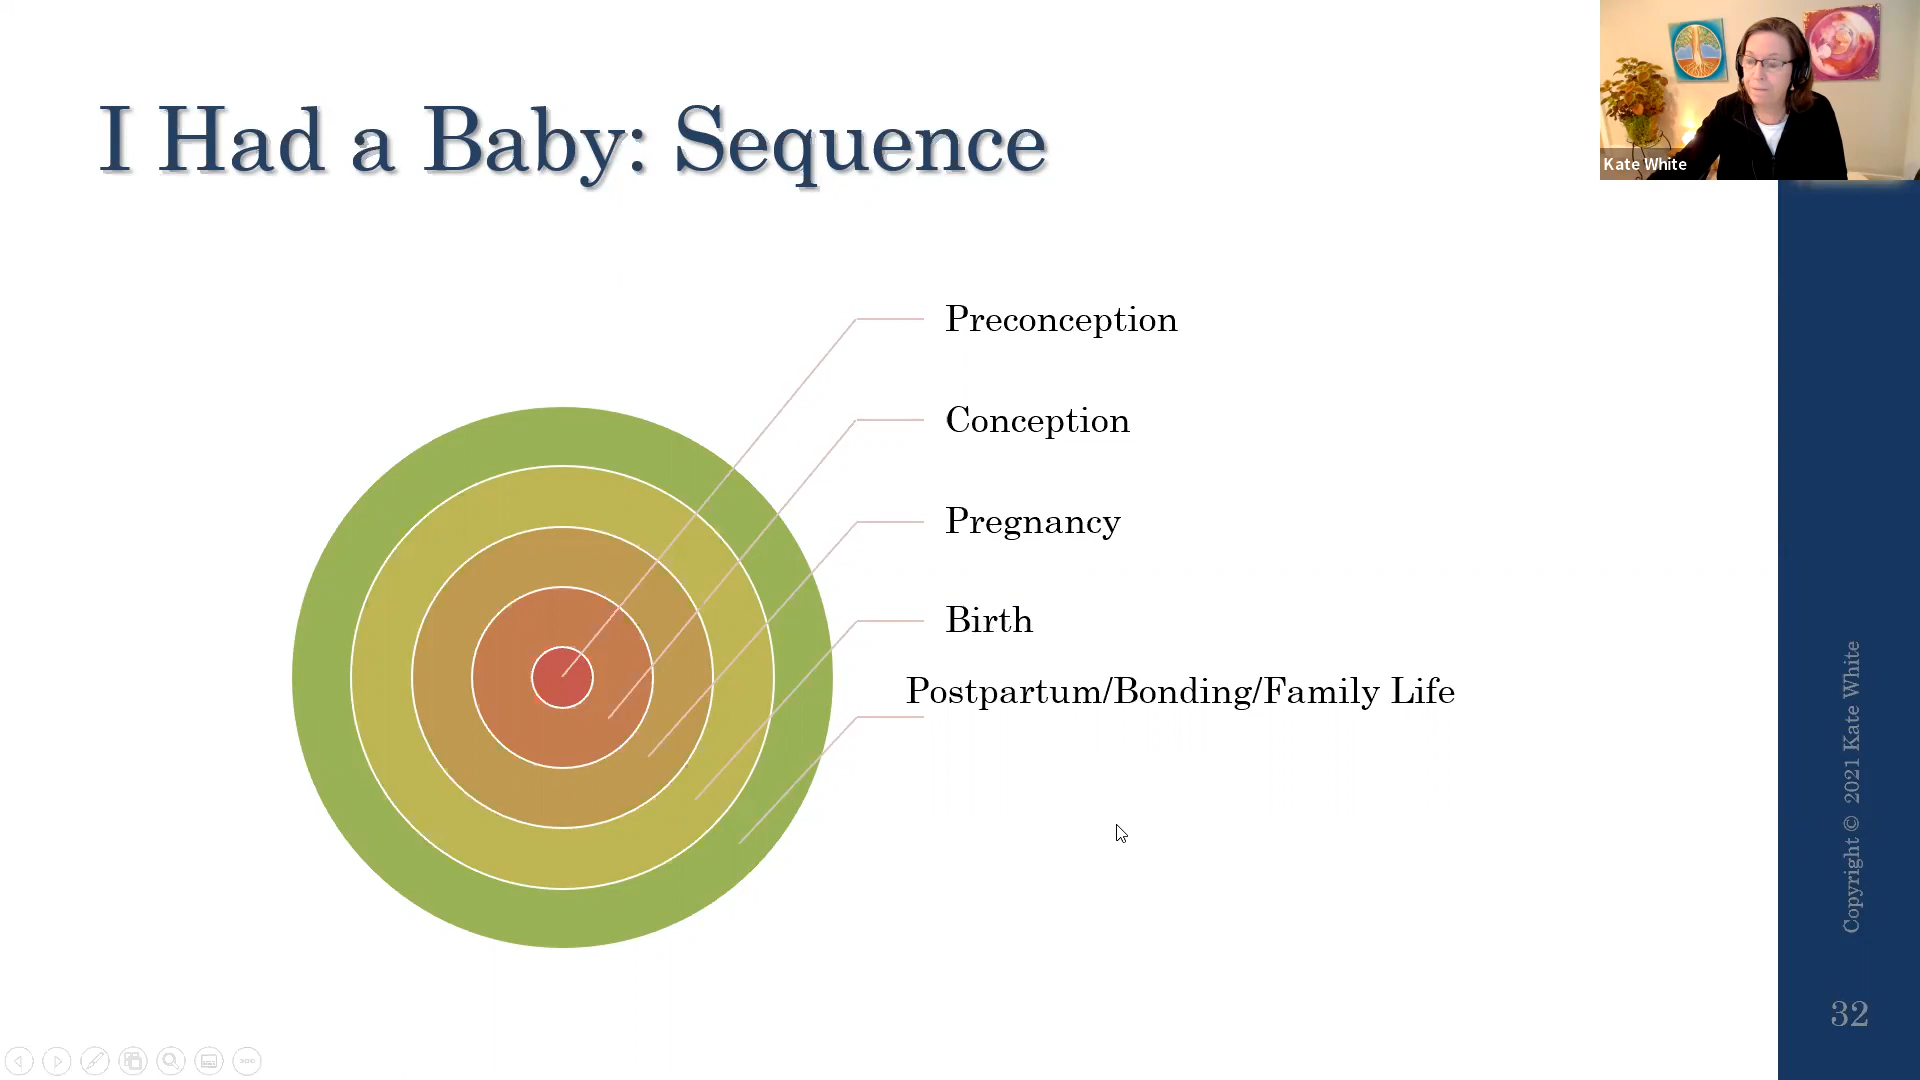 I Had a Baby: Sequence
Kate White
Preconception
Conception
Pregnancy
Birth
Postpartum/Bonding/Family Life
Copyright © 2021 Kate White
32